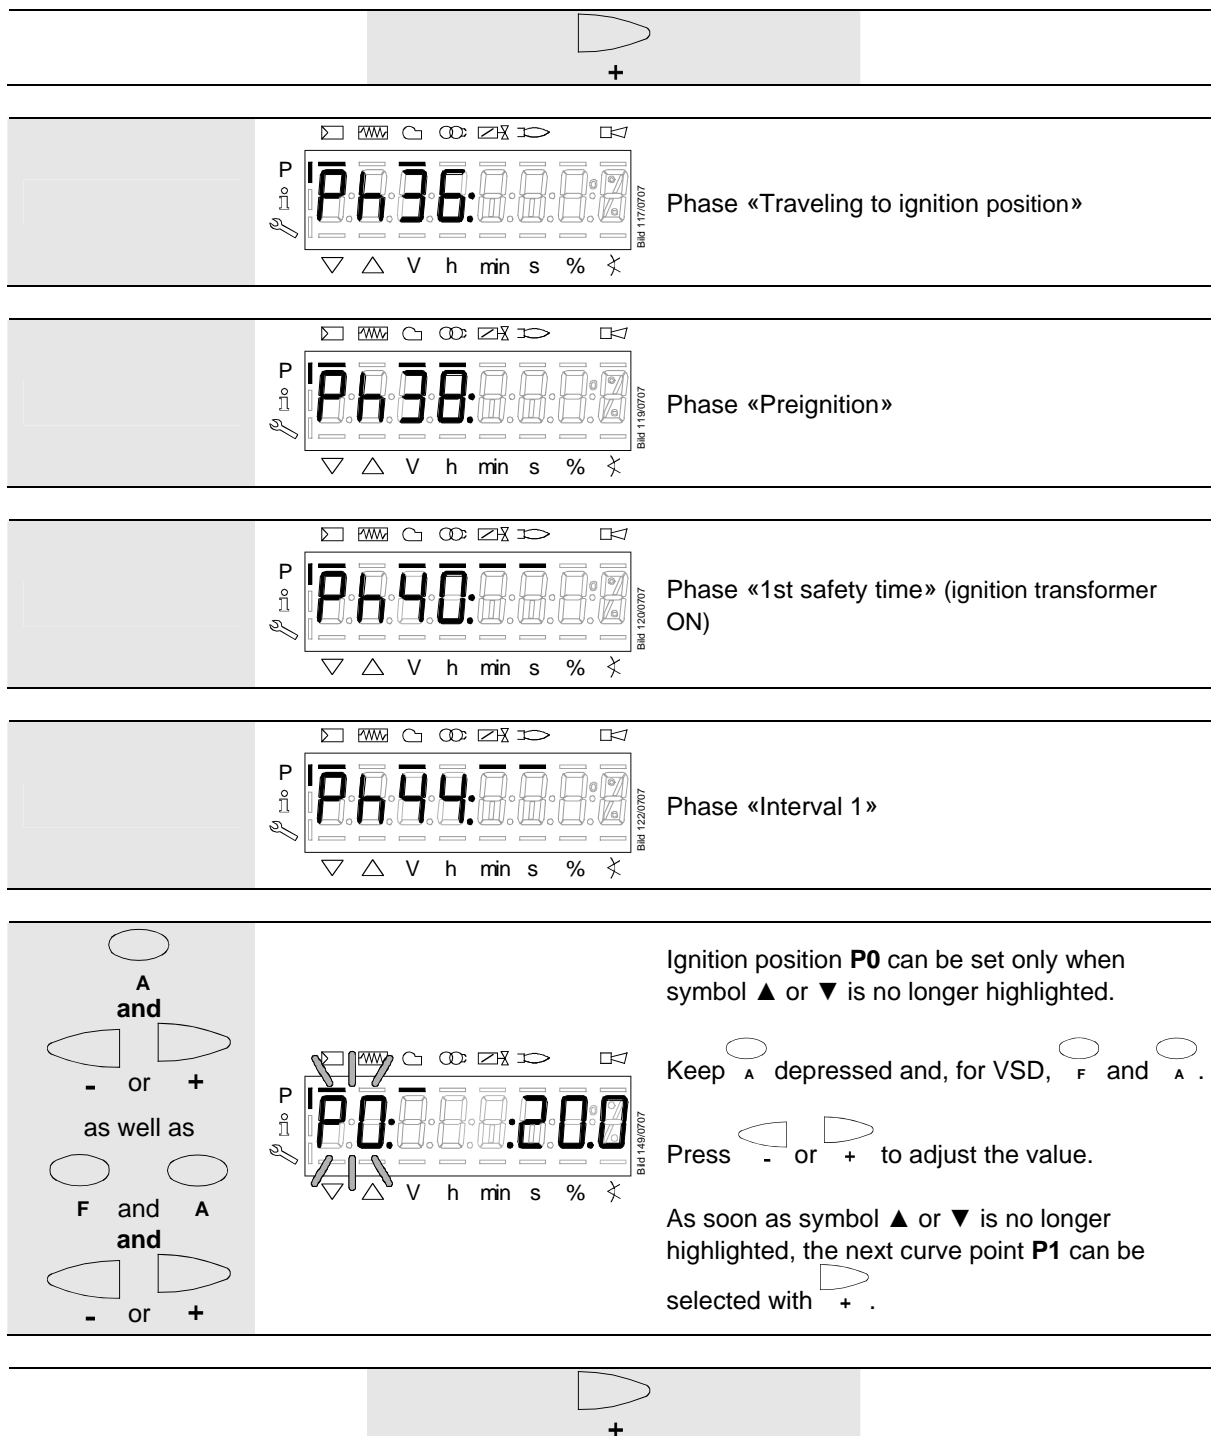 +
P
i
Ph36:
Bild 117/0707
V h min s %
Phase «Traveling to ignition position»
P
i
Ph38:
Bild 119/0707
V h min s %
Phase «Preignition»
P
i
Ph40:
Bild 120/0707
V h min s %
Phase «1st safety time» (ignition transformer
ON)
P
i
Ph44:
Bild 122/0707
V h min s %
Phase «Interval 1»
A
and
- or +
as well as
F and A
and
- or +
P
i
P0: :20.0
Bild 149/0707
V h min s %
Ignition position P0 can be set only when
symbol ▲ or ▼ is no longer highlighted.
Keep A depressed and, for VSD, F and A .
Press - or + to adjust the value.
As soon as symbol ▲ or ▼ is no longer
highlighted, the next curve point P1 can be
selected with + .
+